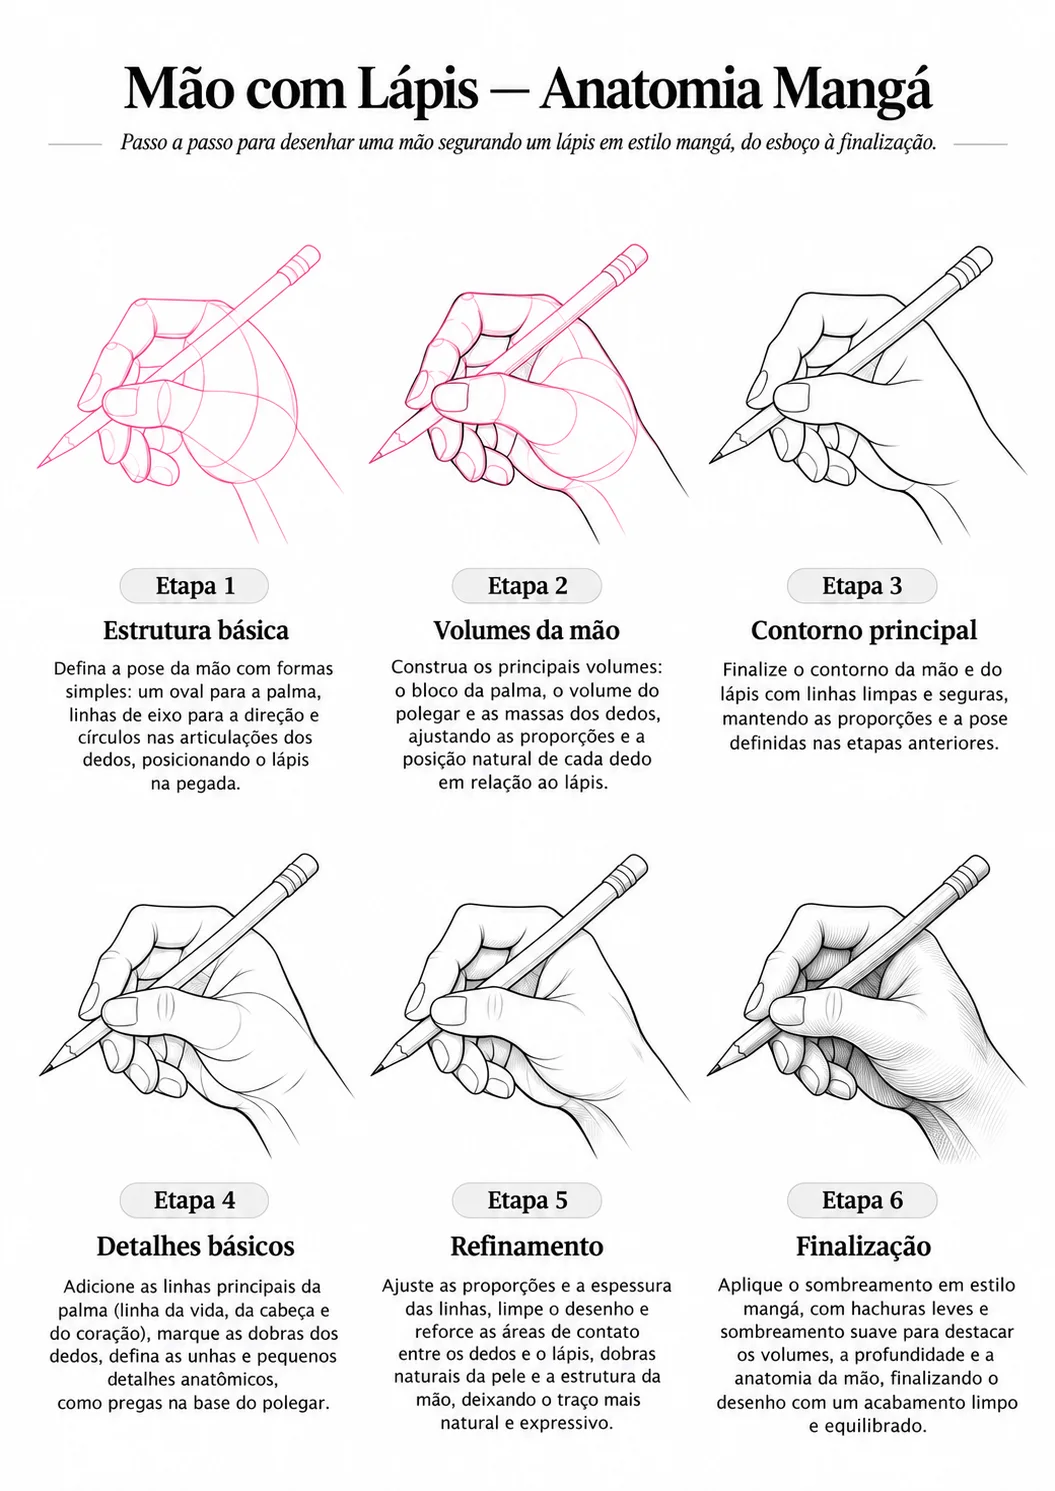 Mão com Lápis — Anatomia Mangá
Passo a passo para desenhar uma mão segurando um lápis em estilo mangá, do esboço à finalização.
Etapa 1
Estrutura básica
Defina a pose da mão com formas
simples: um oval para a palma,
linhas de eixo para a direção e
círculos nas articulações dos
dedos, posicionando o lápis
na pegada.
Etapa 2
Volumes da mão
Construa os principais volumes:
o bloco da palma, o volume do
polegar e as massas dos dedos,
ajustando as proporções e a
posição natural de cada dedo
em relação ao lápis.
Etapa 3
Contorno principal
Finalize o contorno da mão e do
lápis com linhas limpas e seguras,
mantendo as proporções e a pose
definidas nas etapas anteriores.
Etapa 4
Detalhes básicos
Adicione as linhas principais da
palma (linha da vida, da cabeça e
do coração), marque as dobras dos
dedos, defina as unhas e pequenos
detalhes anatômicos,
como pregas na base do polegar.
Etapa 5
Refinamento
Ajuste as proporções e a espessura
das linhas, limpe o desenho e
reforce as áreas de contato
entre os dedos e o lápis, dobras
naturais da pele e a estrutura da
mão, deixando o traço mais
natural e expressivo.
Etapa 6
Finalização
Aplique o sombreamento em estilo
mangá, com hachuras leves e
sombreamento suave para destacar
os volumes, a profundidade e a
anatomia da mão, finalizando o
desenho com um acabamento limpo
e equilibrado.